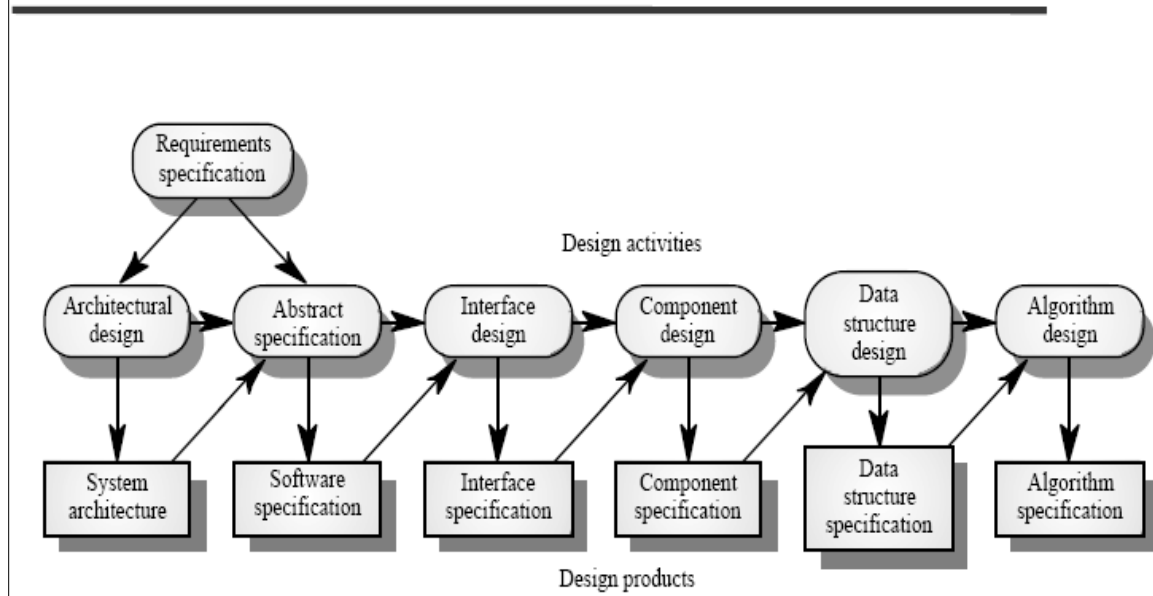 Requirements
specification
Design activities
Architectural
design
Abstract
specification
Interface
design
Component
design
Data
structure
design
Algorithm
design
System
architecture
Software
specification
Interface
specification
Component
specification
Data
structure
specification
Algorithm
specification
Design products